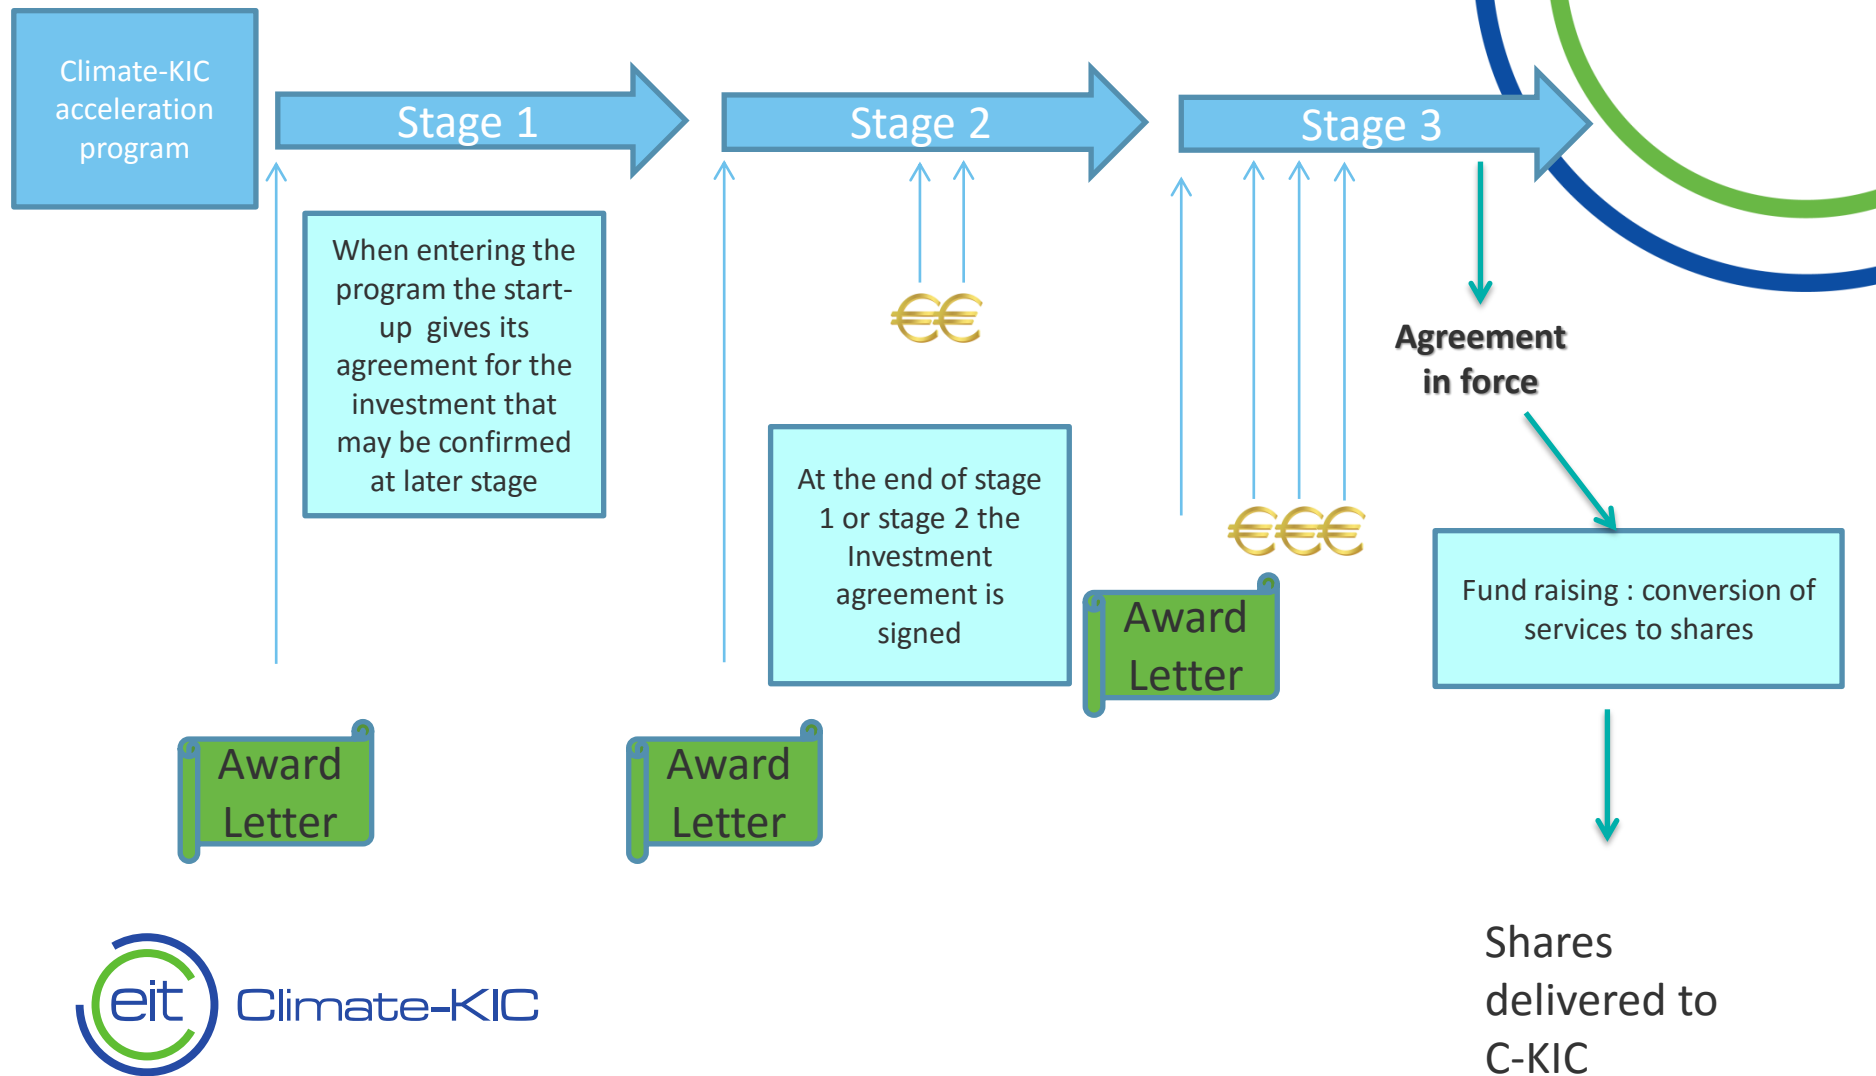 Climate-KIC
acceleration
program
Stage 1
Stage 2
Stage 3
When entering the
program the start-
up  gives its
agreement for the
investment that
may be confirmed
at later stage
€€
Agreement
in force
At the end of stage
1 or stage 2 the
Investment
agreement is
signed
€€€
Award
Letter
Fund raising : conversion of
services to shares
Award
Letter
Award
Letter
Shares
delivered to
C-KIC
eit Climate-KIC